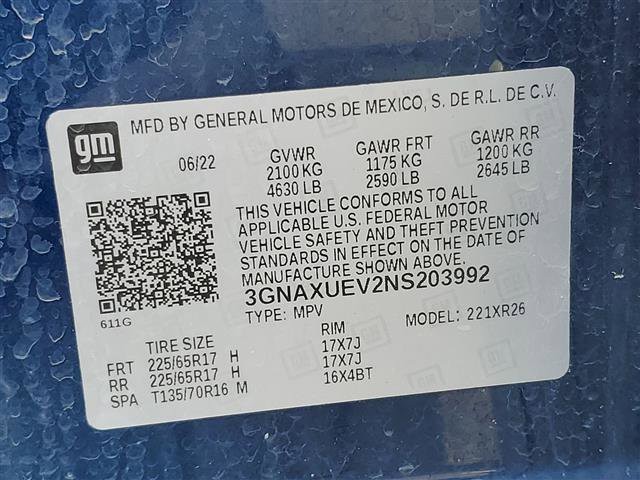 gm
MFD BY GENERAL MOTORS DE MEXICO, S. DE R.L. DE C.V.
06/22 GVWR GAWR FRT GAWR RR
2100 KG 1175 KG 1200 KG
4630 LB 2590 LB 2645 LB
THIS VEHICLE CONFORMS TO ALL
APPLICABLE U.S. FEDERAL MOTOR
VEHICLE SAFETY AND THEFT PREVENTION
STANDARDS IN EFFECT ON THE DATE OF
MANUFACTURE SHOWN ABOVE.
3GNAXUEV2NS203992
611G
TYPE: MPV MODEL: 221XR26
TIRE SIZE RIM
FRT 225/65R17 H 17X7J
RR 225/65R17 H 17X7J
SPA T135/70R16 M 16X4BT